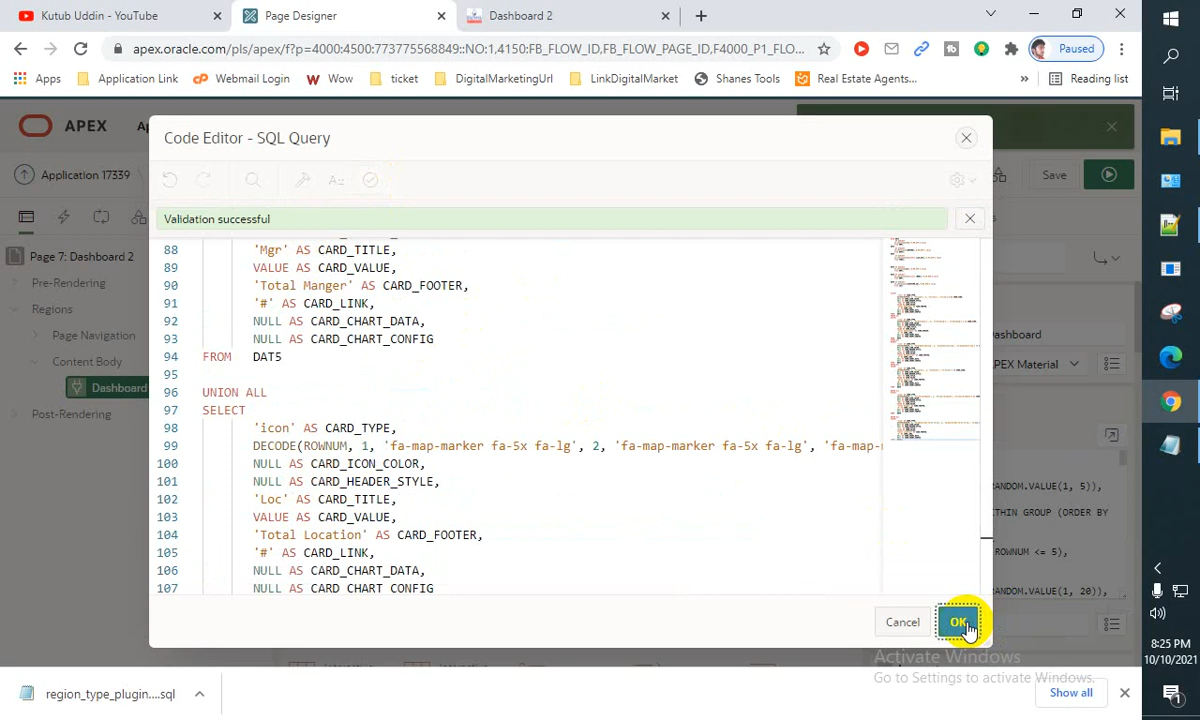 Kutub Uddin - YouTube
Page Designer
Dashboard 2
apex.oracle.com/pls/apex/f?p=4000:4500:773775568849::NO:1,4150:FB_FLOW_ID,FB_FLOW_PAGE_ID,F4000_P1_FLO...
Paused
Apps
Application Link
DigitalMarketingUrl
Webmail Login
Wow
ticket
LinkDigitalMarket
Shanes Tools
Real Estate Agents...
»
Reading list
APEX
Application 17339
Save
Page 7: Dashboard 2
Pre-Rendering
Regions
Page Navigation
Content Body
Dashboard
Post-Rendering
Code Editor - SQL Query
Validation successful
88 'Mgr' AS CARD_TITLE,
89 VALUE AS CARD_VALUE,
90 'Total Manger' AS CARD_FOOTER,
91 '#' AS CARD_LINK,
92 NULL AS CARD_CHART_DATA,
93 NULL AS CARD_CHART_CONFIG
94 FROM DAT5
95
96 UNION ALL
97 SELECT
98 'icon' AS CARD_TYPE,
99 DECODE(ROWNUM, 1, 'fa-map-marker fa-5x fa-lg', 2, 'fa-map-marker fa-5x fa-lg', 'fa-map-
100 NULL AS CARD_ICON_COLOR,
101 NULL AS CARD_HEADER_STYLE,
102 'Loc' AS CARD_TITLE,
103 VALUE AS CARD_VALUE,
104 'Total Location' AS CARD_FOOTER,
105 '#' AS CARD_LINK,
106 NULL AS CARD_CHART_DATA,
107 NULL AS CARD_CHART_CONFIG
Cancel
OK
shboard
PEX Material
RANDOM.VALUE(1, 5)),
ITHIN GROUP (ORDER BY
ROWNUM <= 5),
RANDOM.VALUE(1, 20)),
Activate Windows
Go to Settings to activate Windows.
region_type_plugin....sql
Show all
8:25 PM
10/10/2021
1